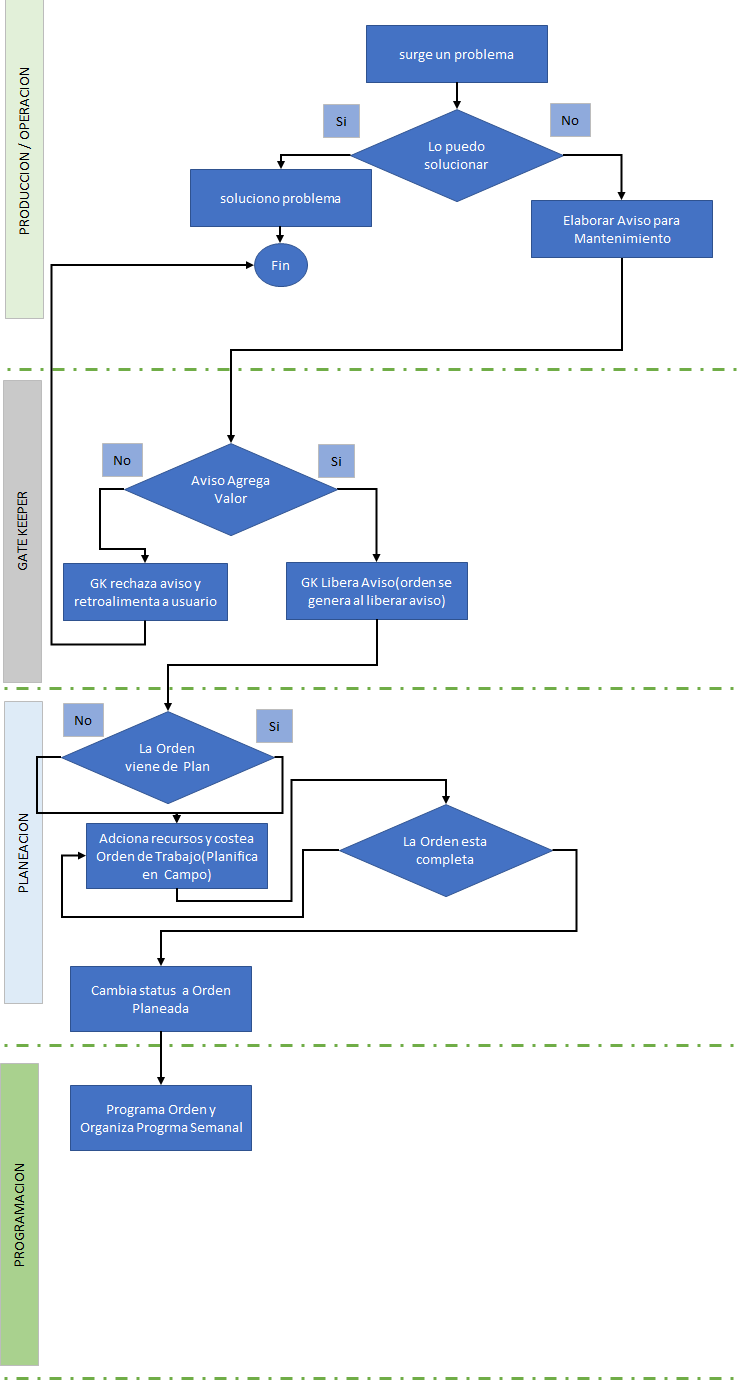 PRODUCCION / OPERACION
surge un problema
Si
No
Lo puedo
solucionar
soluciono problema
Elaborar Aviso para
Mantenimiento
Fin
GATE KEEPER
No
Si
Aviso Agrega
Valor
GK rechaza aviso y
retroalimenta a usuario
GK Libera Aviso(orden se
genera al liberar aviso)
PLANEACION
No
Si
La Orden
viene de Plan
Adciona recursos y costea
Orden de Trabajo(Planifica
en Campo)
La Orden esta
completa
Cambia status a Orden
Planeada
PROGRAMACION
Programa Orden y
Organiza Progrma Semanal